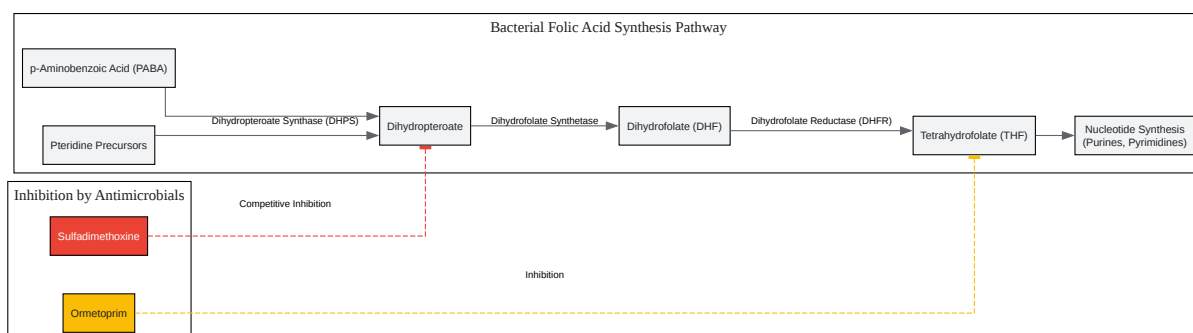 Bacterial Folic Acid Synthesis Pathway
p-Aminobenzoic Acid (PABA)
Dihydropteroate Synthase (DHPS)
Pteridine Precursors
Dihydropteroate
Dihydrofolate Synthetase
Dihydrofolate (DHF)
Dihydrofolate Reductase (DHFR)
Tetrahydrofolate (THF)
Nucleotide Synthesis
(Purines, Pyrimidines)
Inhibition by Antimicrobials
Competitive Inhibition
Sulfadimethoxine
Inhibition
Ormetoprim